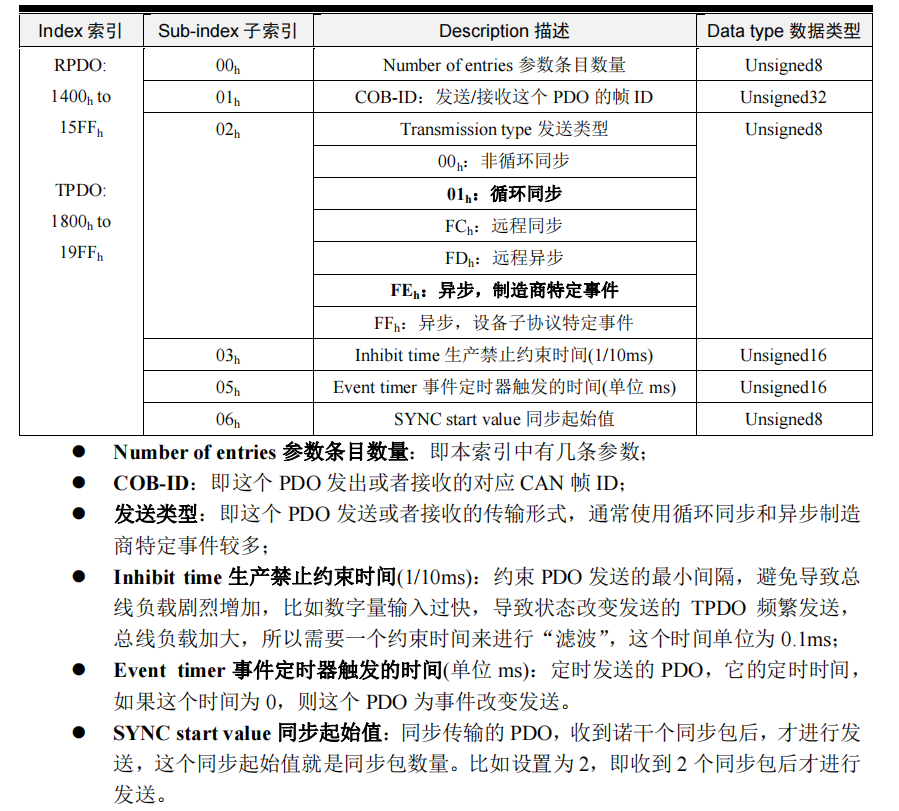 Index 索引 Sub-index 子索引 Description 描述 Data type 数据类型
RPDO: 00h Number of entries 参数条目数量 Unsigned8
1400h to 01h COB-ID：发送/接收这个 PDO 的帧 ID Unsigned32
15FFh 02h Transmission type 发送类型 Unsigned8
00h：非循环同步
TPDO: 01h：循环同步
1800h to FCh：远程同步
19FFh FDh：远程异步
FEh：异步，制造商特定事件
FFh：异步，设备子协议特定事件
03h Inhibit time 生产禁止约束时间(1/10ms) Unsigned16
05h Event timer 事件定时器触发的时间(单位 ms) Unsigned16
06h SYNC start value 同步起始值 Unsigned8
● Number of entries 参数条目数量：即本索引中有几条参数；
● COB-ID：即这个 PDO 发出或者接收的对应 CAN 帧 ID；
● 发送类型：即这个 PDO 发送或者接收的传输形式，通常使用循环同步和异步制造
商特定事件较多；
● Inhibit time 生产禁止约束时间(1/10ms)：约束 PDO 发送的最小间隔，避免导致总
线负载剧烈增加，比如数字量输入过快，导致状态改变发送的 TPDO 频繁发送，
总线负载加大，所以需要一个约束时间来进行“滤波”，这个时间单位为 0.1ms；
● Event timer 事件定时器触发的时间(单位 ms)：定时发送的 PDO，它的定时时间，
如果这个时间为 0，则这个 PDO 为事件改变发送。
● SYNC start value 同步起始值：同步传输的 PDO，收到诺干个同步包后，才进行发
送，这个同步起始值就是同步包数量。比如设置为 2，即收到 2 个同步包后才进行
发送。